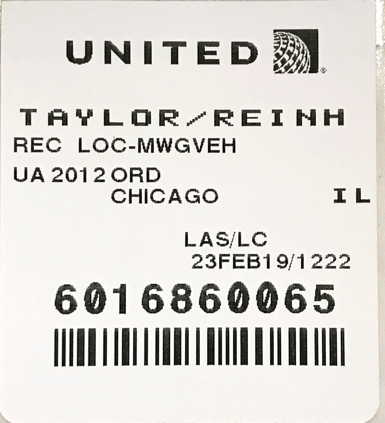 UNITED
TAYLOR/REINH
REC LOC-MWGVEH
UA 2012 ORD
CHICAGO IL
LAS/LC
23FEB19/1222
6016860065